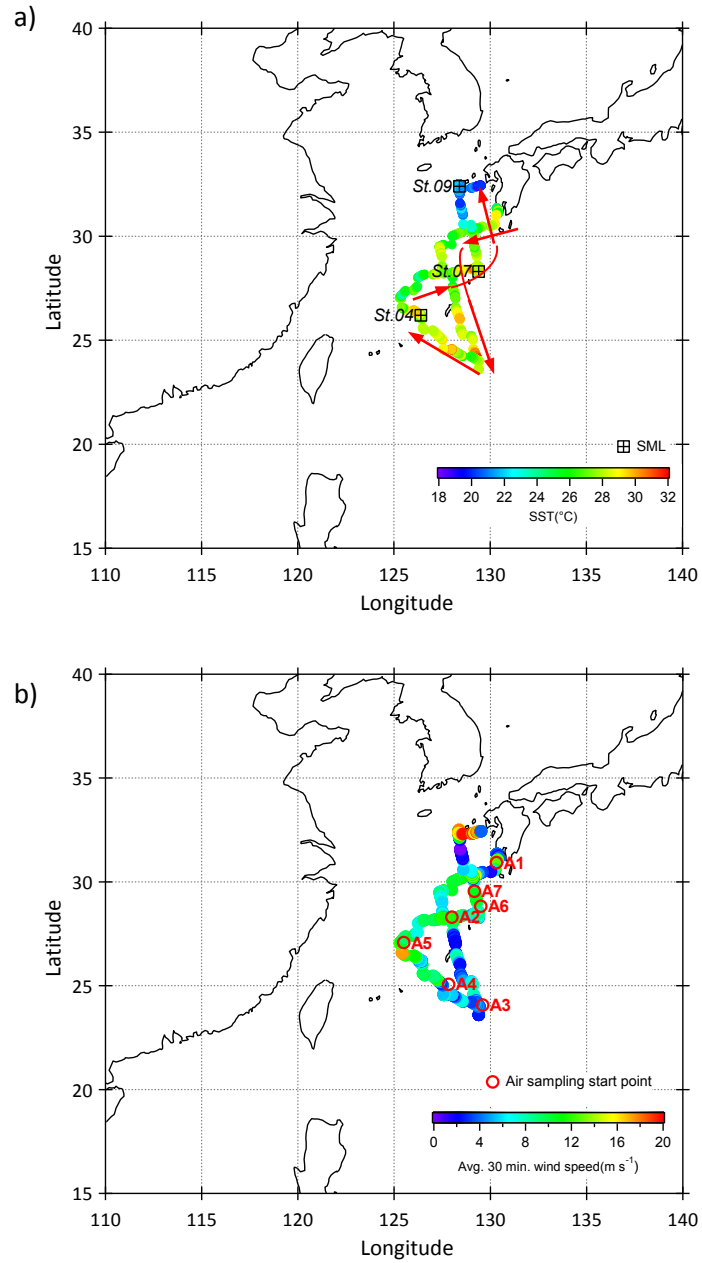 a)
40
35
30
25
20
15
Latitude
St.09
St.07
St.04
SML
18 20 22 24 26 28 30 32
SST(°C)
110 115 120 125 130 135 140
Longitude
b)
40
35
30
25
20
15
Latitude
A1
A7
A6
A2
A5
A4
A3
Air sampling start point
0 4 8 12 16 20
Avg. 30 min. wind speed(m s⁻¹)
110 115 120 125 130 135 140
Longitude